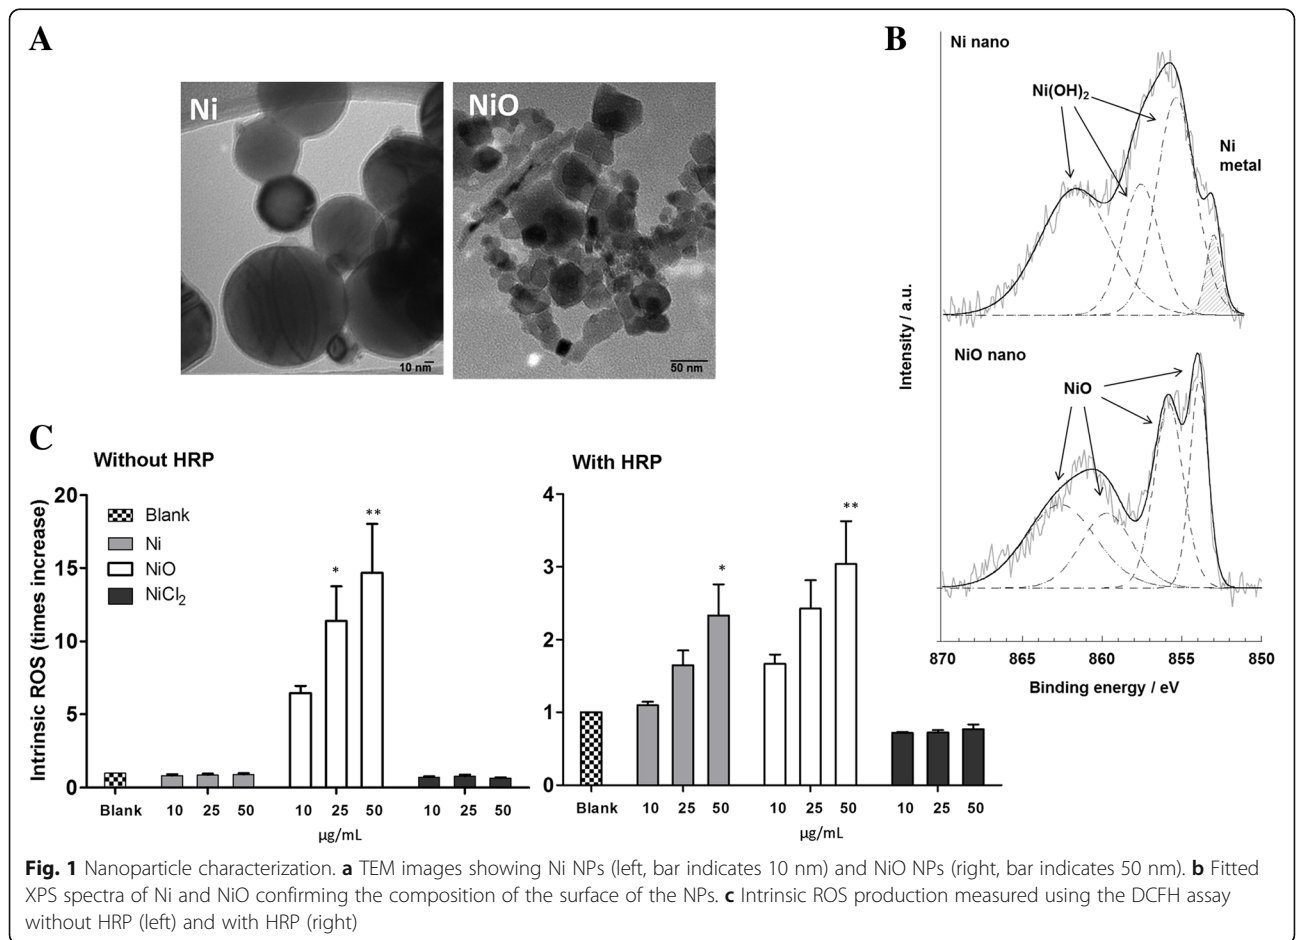 A
Ni
10 nm
NiO
50 nm
B
Ni nano
Ni(OH)₂
Ni
metal
NiO nano
NiO
Intensity / a.u.
870 865 860 855 850
Binding energy / eV
C
Without HRP
Intrinsic ROS (times increase)
20
15
10
5
0
Blank
Ni
NiO
NiCl₂
*
**
Blank 10 25 50 10 25 50 10 25 50
µg/mL
With HRP
4
3
2
1
0
*
**
Blank 10 25 50 10 25 50 10 25 50
µg/mL
Fig. 1 Nanoparticle characterization. a TEM images showing Ni NPs (left, bar indicates 10 nm) and NiO NPs (right, bar indicates 50 nm). b Fitted
XPS spectra of Ni and NiO confirming the composition of the surface of the NPs. c Intrinsic ROS production measured using the DCFH assay
without HRP (left) and with HRP (right)